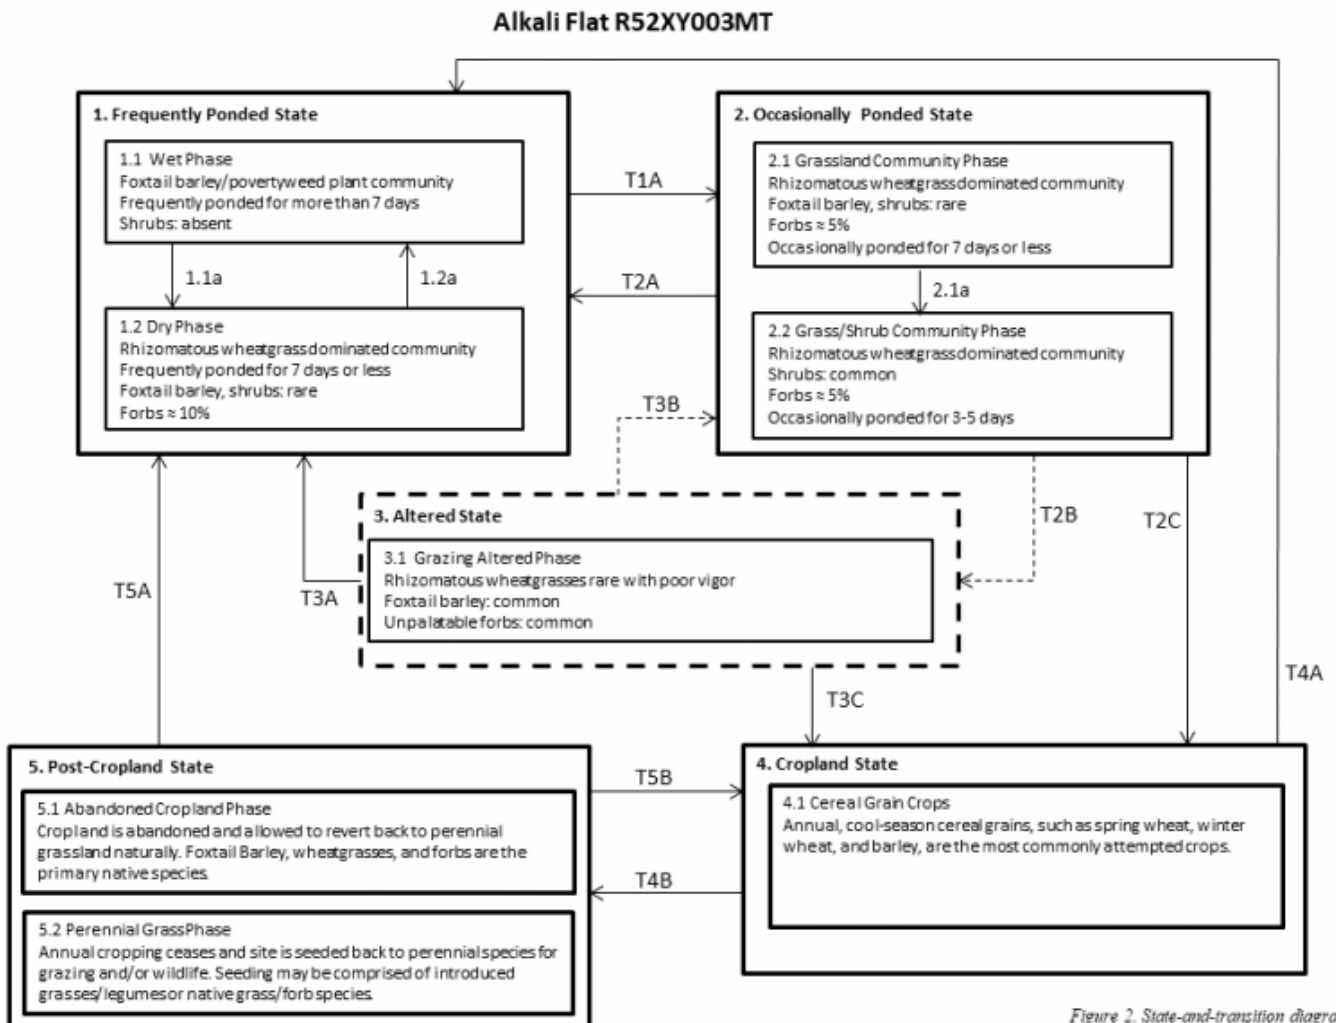 Alkali Flat R52XY003MT
1. Frequently Ponded State
1.1 Wet Phase
Foxtail barley/povertyweed plant community
Frequently ponded for more than 7 days
Shrubs: absent
1.1a
1.2a
1.2 Dry Phase
Rhizomatous wheatgrass dominated community
Frequently ponded for 7 days or less
Foxtail barley, shrubs: rare
Forbs ≈ 10%
T1A
T2A
2. Occasionally Ponded State
2.1 Grassland Community Phase
Rhizomatous wheatgrass dominated community
Foxtail barley, shrubs: rare
Forbs ≈ 5%
Occasionally ponded for 7 days or less
2.1a
2.2 Grass/Shrub Community Phase
Rhizomatous wheatgrass dominated community
Shrubs: common
Forbs ≈ 5%
Occasionally ponded for 3-5 days
T3B
3. Altered State
3.1 Grazing Altered Phase
Rhizomatous wheatgrasses rare with poor vigor
Foxtail barley: common
Unpalatable forbs: common
T2B
T2C
T5A
T3A
T3C
T4A
5. Post-Cropland State
5.1 Abandoned Cropland Phase
Cropland is abandoned and allowed to revert back to perennial
grassland naturally. Foxtail Barley, wheatgrasses, and forbs are the
primary native species.
5.2 Perennial Grass Phase
Annual cropping ceases and site is seeded back to perennial species for
grazing and/or wildlife. Seeding may be comprised of introduced
grasses/legumes or native grass/forb species.
T5B
T4B
4. Cropland State
4.1 Cereal Grain Crops
Annual, cool-season cereal grains, such as spring wheat, winter
wheat, and barley, are the most commonly attempted crops.
Figure 2. State-and-transition diagra